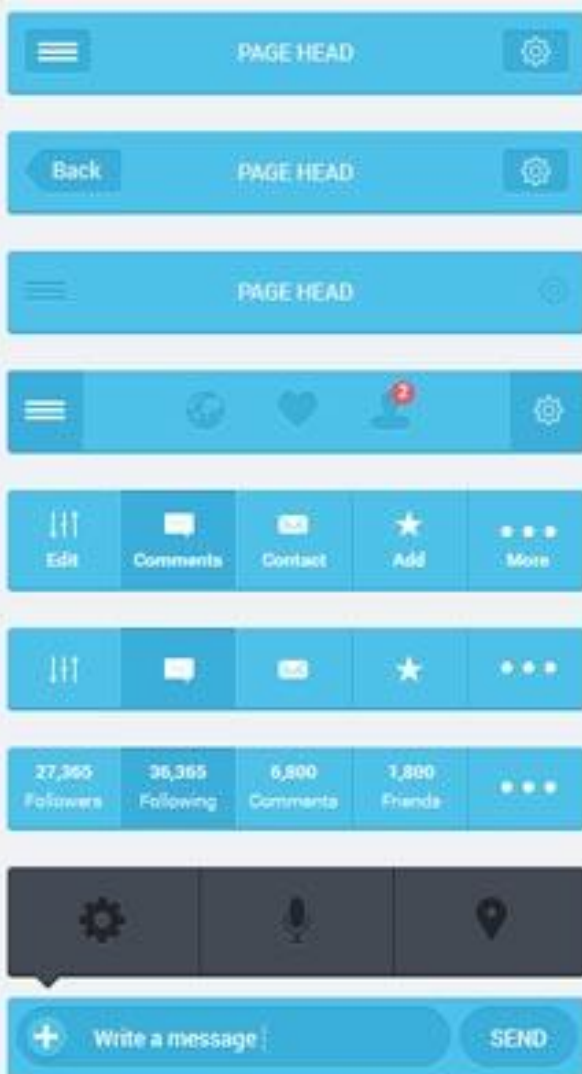 PAGE HEAD
Back PAGE HEAD
PAGE HEAD
2
Edit Comments Contact Add More
27,365 36,365 6,800 1,800
Followers Following Comments Friends
Write a message
SEND